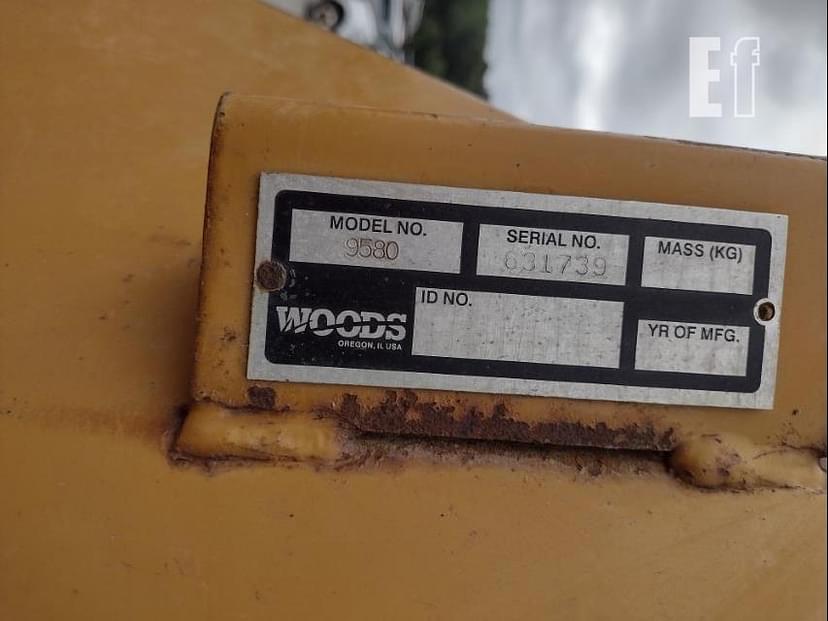 Ef
MODEL NO.
9580
SERIAL NO.
631739
MASS (KG)
WOODS
OREGON, IL USA
ID NO.
YR OF MFG.